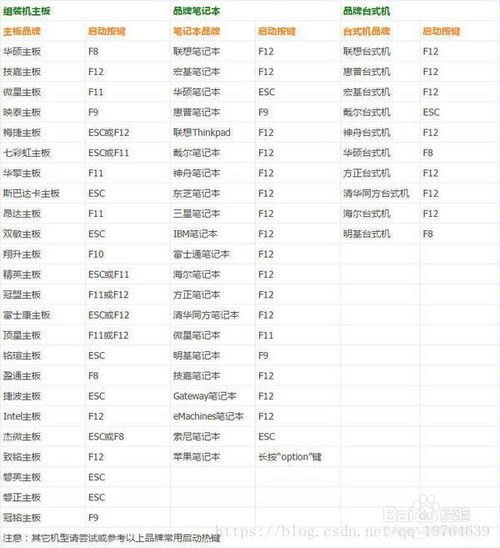 组装机主板 品牌笔记本 品牌台式机
主板品牌 启动按键 笔记本品牌 启动按键 台式机品牌 启动按键
华硕主板 F8 联想笔记本 F12 联想台式机 F12
技嘉主板 F12 宏基笔记本 F12 惠普台式机 F12
微星主板 F11 华硕笔记本 ESC 宏基台式机 F12
映泰主板 F9 惠普笔记本 F9 戴尔台式机 ESC
梅捷主板 ESC或F12 联想Thinkpad F12 神舟台式机 F12
七彩虹主板 ESC或F11 戴尔笔记本 F12 华硕台式机 F8
华擎主板 F11 神舟笔记本 F12 方正台式机 F12
斯巴达卡主板 ESC 东芝笔记本 F12 清华同方台式机 F12
昂达主板 F11 三星笔记本 F12 海尔台式机 F12
双敏主板 ESC IBM笔记本 F12 明基台式机 F8
翔升主板 F10 富士通笔记本 F12
精英主板 ESC或F11 海尔笔记本 F12
冠盟主板 F11或F12 方正笔记本 F12
富士康主板 ESC或F12 清华同方笔记本 F12
顶星主板 F11或F12 微星笔记本 F11
铭瑄主板 ESC 明基笔记本 F9
盈通主板 F8 技嘉笔记本 F12
捷波主板 ESC Gateway笔记本 F12
Intel主板 F12 eMachines笔记本 F12
杰微主板 ESC或F8 索尼笔记本 ESC
致铭主板 F12 苹果笔记本 长按“option”键
磐英主板 ESC
磐正主板 ESC
冠铭主板 F9
注意：其它机型请尝试或参考以上品牌常用启动热键
Baidu经验
https://blog.csdn.net/qq_19764639